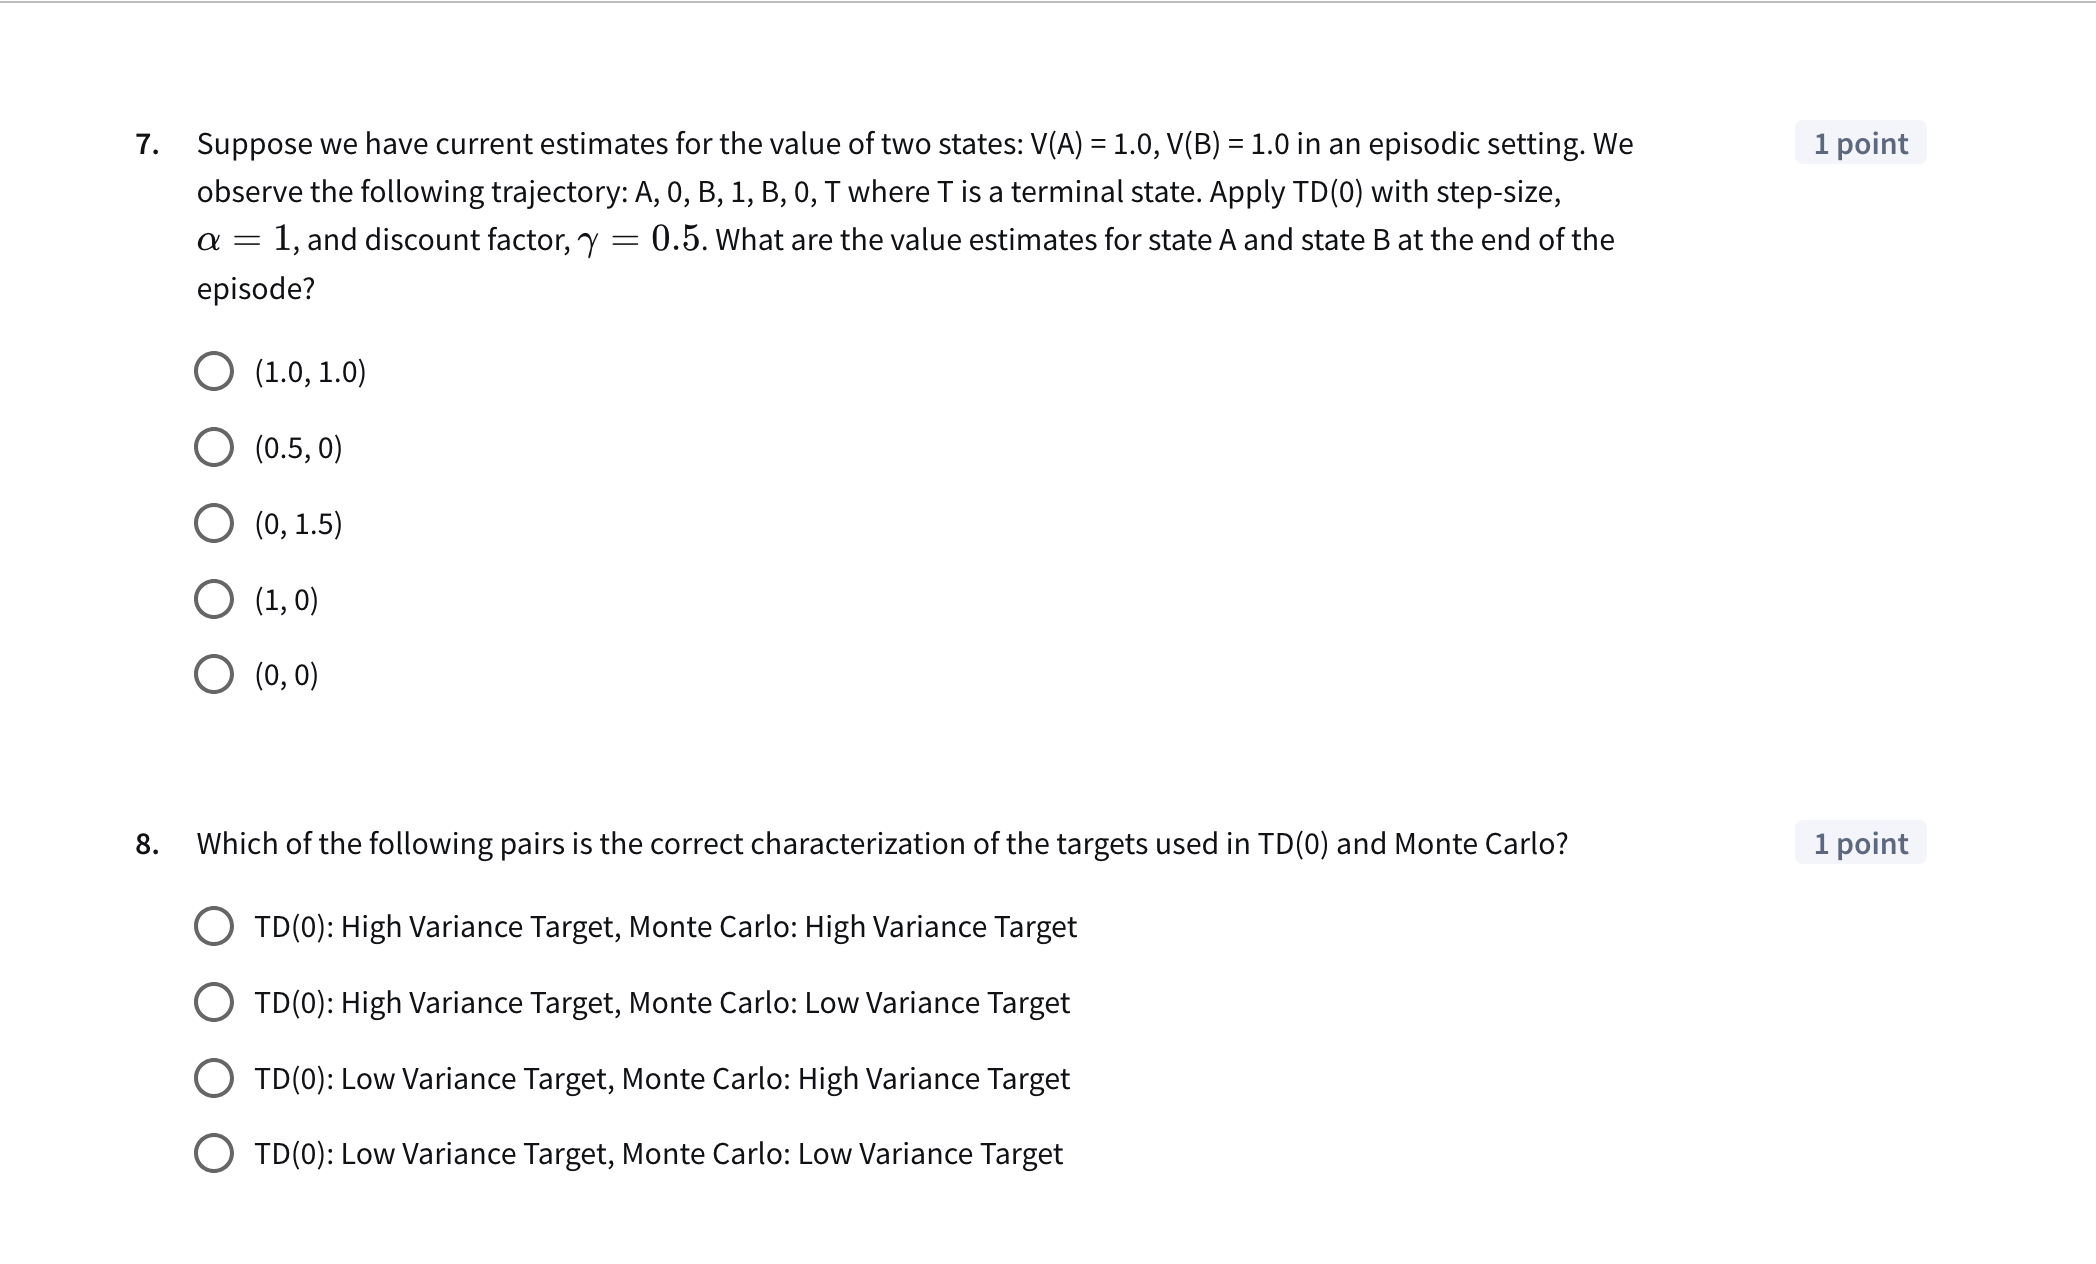 7. Suppose we have current estimates for the value of two states: V(A) = 1.0, V(B) = 1.0 in an episodic setting. We 1 point
observe the following trajectory: A, 0, B, 1, B, 0, T where T is a terminal state. Apply TD(0) with step-size,
α = 1, and discount factor, γ = 0.5. What are the value estimates for state A and state B at the end of the
episode?
(1.0, 1.0)
(0.5, 0)
(0, 1.5)
(1, 0)
(0, 0)
8. Which of the following pairs is the correct characterization of the targets used in TD(0) and Monte Carlo? 1 point
TD(0): High Variance Target, Monte Carlo: High Variance Target
TD(0): High Variance Target, Monte Carlo: Low Variance Target
TD(0): Low Variance Target, Monte Carlo: High Variance Target
TD(0): Low Variance Target, Monte Carlo: Low Variance Target